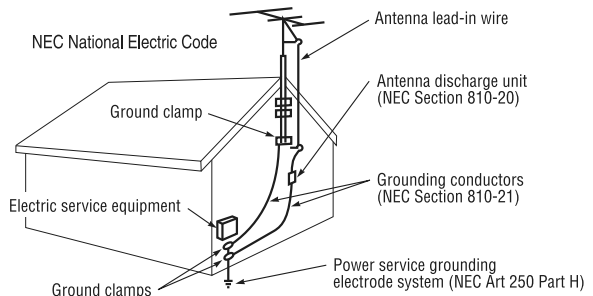 NEC National Electric Code
Antenna lead-in wire
Antenna discharge unit
(NEC Section 810-20)
Ground clamp
Grounding conductors
(NEC Section 810-21)
Electric service equipment
Power service grounding
electrode system (NEC Art 250 Part H)
Ground clamps